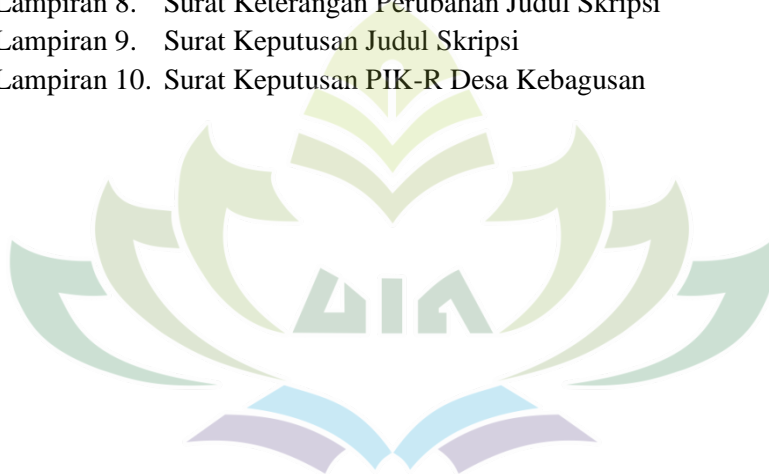 Lampiran 8. Surat Keterangan Perubahan Judul Skripsi
Lampiran 9. Surat Keputusan Judul Skripsi
Lampiran 10. Surat Keputusan PIK-R Desa Kebagusan
UIN